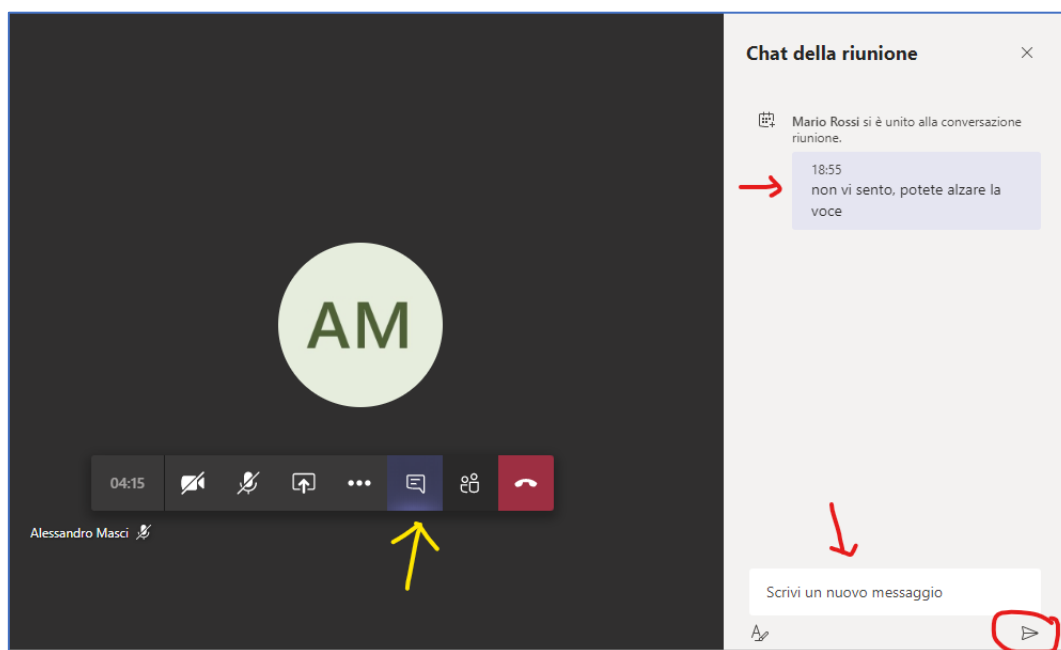 Chat della riunione
Mario Rossi si è unito alla conversazione
riunione.
18:55
non vi sento, potete alzare la
voce
AM
04:15
Alessandro Masci
Scrivi un nuovo messaggio